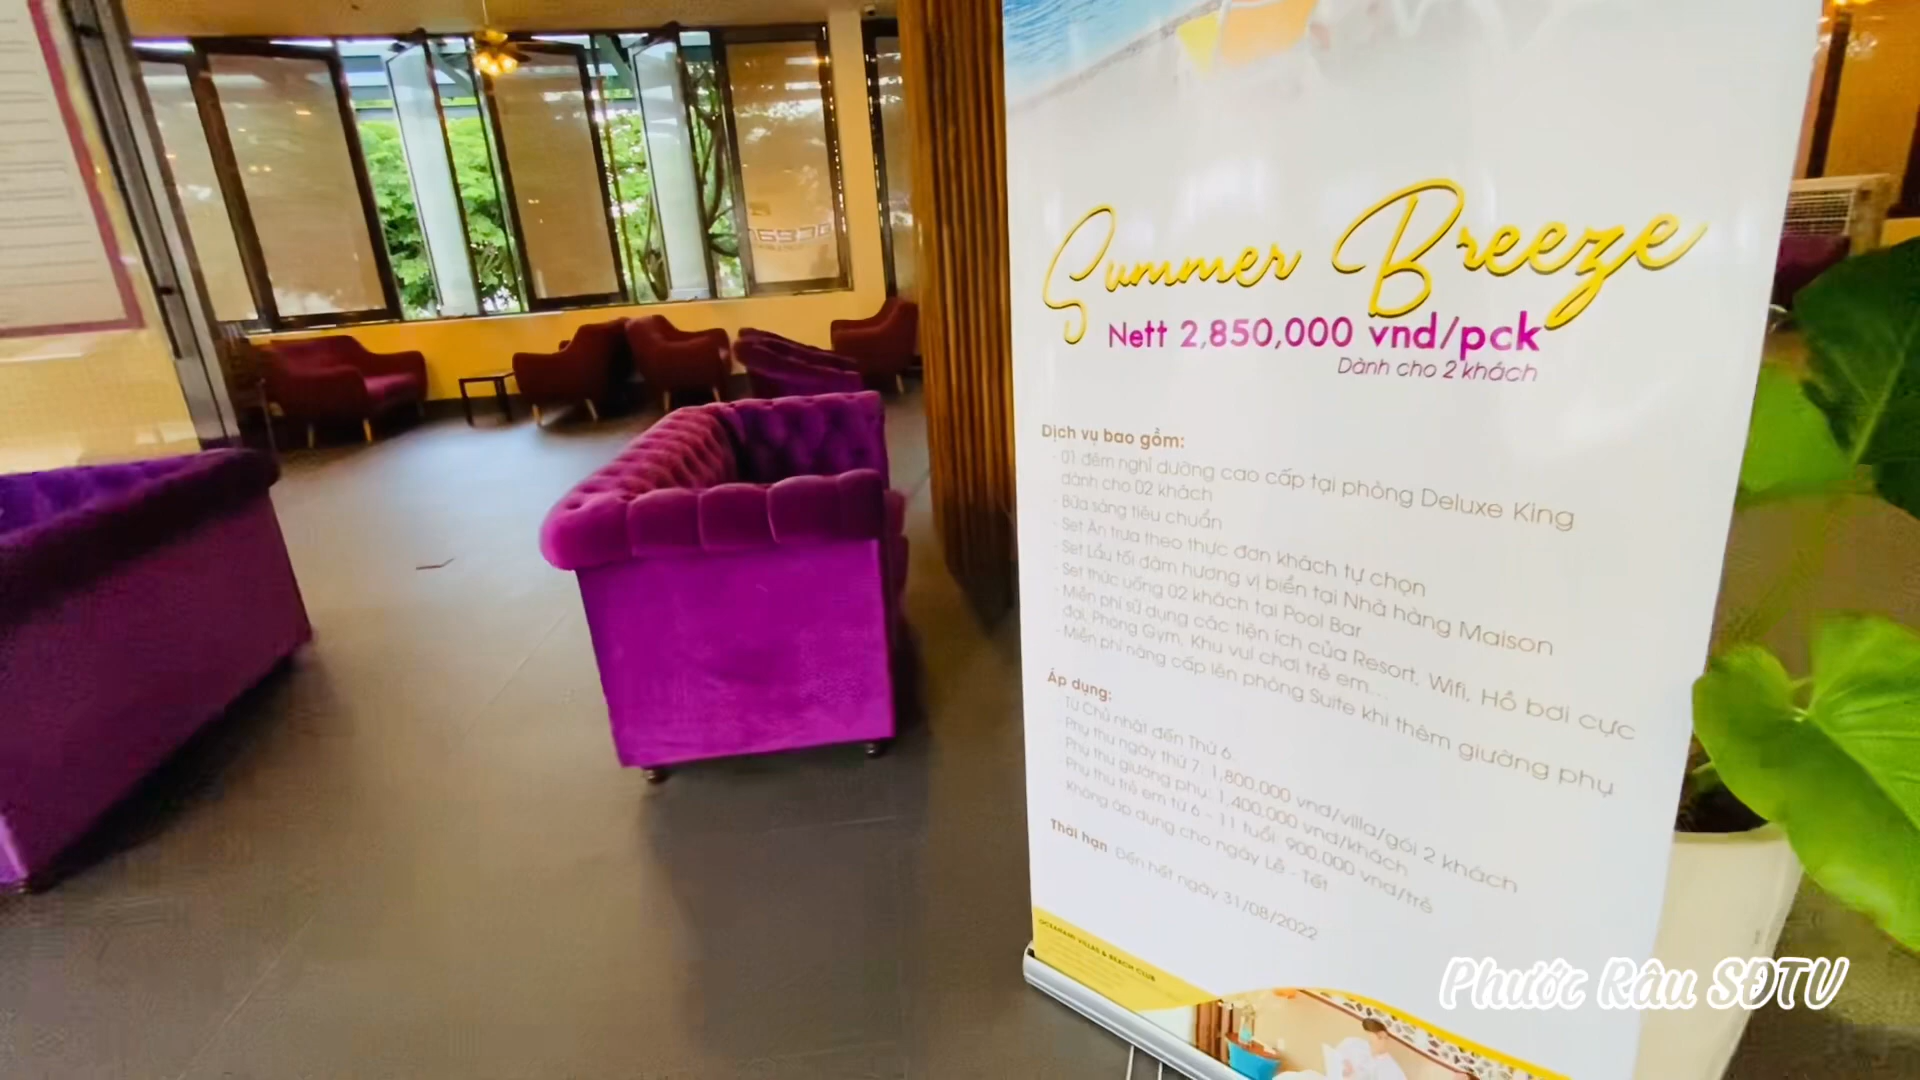 Summer Breeze
Nett 2,850,000 vnd/pck
Dành cho 2 khách
Dịch vụ bao gồm:
- 01 đêm nghỉ dưỡng cao cấp tại phòng Deluxe King
dành cho 02 khách
- Bữa sáng tiêu chuẩn
- Set Ăn trưa theo thực đơn khách tự chọn
- Set Lẩu tối đậm hương vị biển tại Nhà hàng Maison
- Set thức uống 02 khách tại Pool Bar
- Miễn phí sử dụng các tiện ích của Resort, Wifi, Hồ bơi cực
đại, Phòng Gym, Khu vui chơi trẻ em...
- Miễn phí nâng cấp lên phòng Suite khi thêm giường phụ
Áp dụng:
- Từ Chủ nhật đến Thứ 6.
- Phụ thu ngày thứ 7: 1,800,000 vnd/villa/gói 2 khách
- Phụ thu giường phụ: 1,400,000 vnd/khách
- Phụ thu trẻ em từ 6 - 11 tuổi: 900,000 vnd/trẻ
- Không áp dụng cho ngày Lễ - Tết
Thời hạn: Đến hết ngày 31/08/2022
OCEANAMI VILLAS & BEACH CLUB
Phước Râu SĐTV